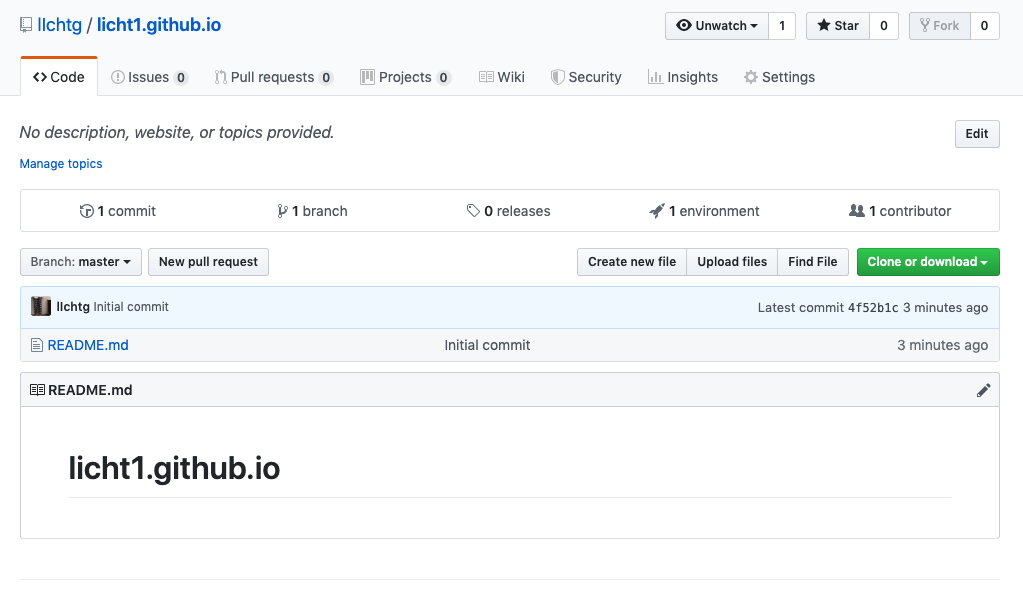 llchtg / licht1.github.io
Unwatch 1 Star 0 Fork 0
Code Issues 0 Pull requests 0 Projects 0 Wiki Security Insights Settings
No description, website, or topics provided.
Edit
Manage topics
1 commit 1 branch 0 releases 1 environment 1 contributor
Branch: master New pull request Create new file Upload files Find File Clone or download
llchtg Initial commit Latest commit 4f52b1c 3 minutes ago
README.md Initial commit 3 minutes ago
README.md
licht1.github.io